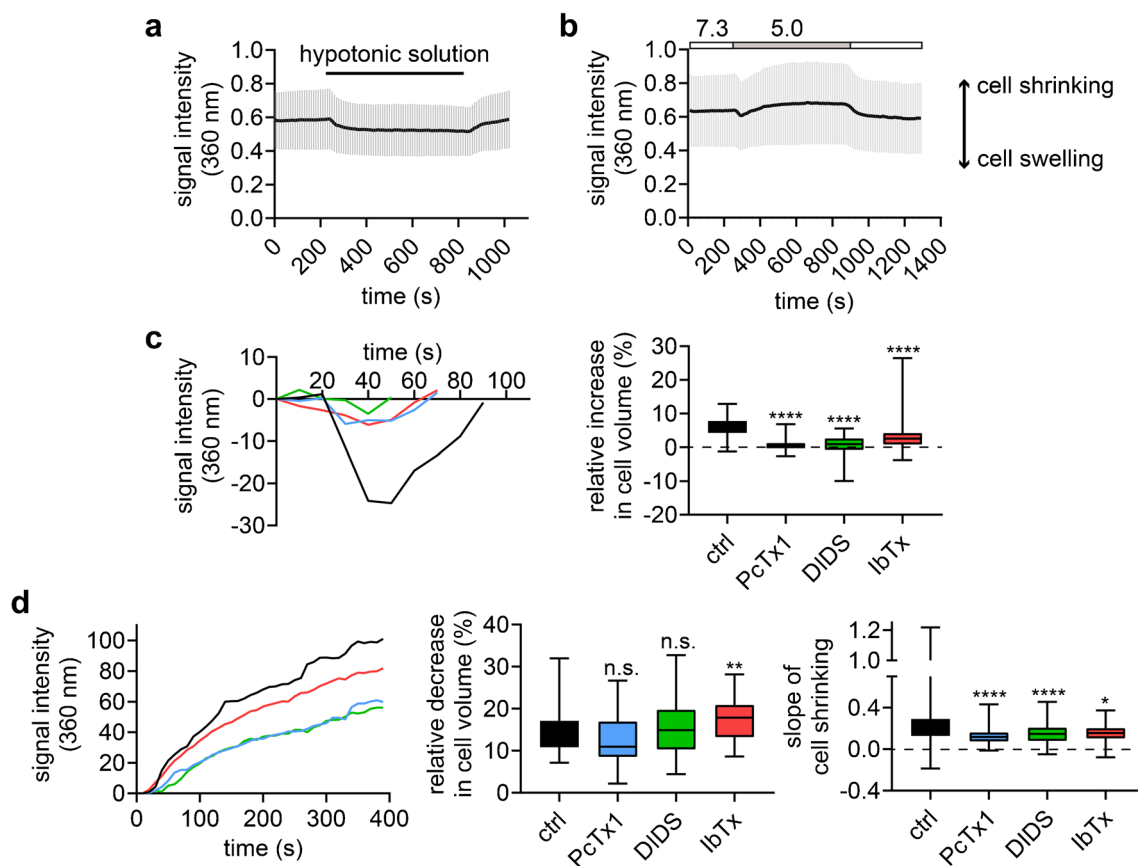 a
hypotonic solution
signal intensity
(360 nm)
1.0
0.8
0.6
0.4
0.2
0.0
0
200
400
600
800
1000
time (s)
b
7.3
5.0
signal intensity
(360 nm)
1.0
0.8
0.6
0.4
0.2
0.0
0
200
400
600
800
1000
1200
1400
time (s)
cell shrinking
cell swelling
c
signal intensity
(360 nm)
time (s)
10
0
-10
-20
-30
20
40
60
80
100
relative increase
in cell volume (%)
30
20
10
0
-10
-20
****
****
****
ctrl
PcTx1
DIDS
IbTx
d
signal intensity
(360 nm)
100
80
60
40
20
0
0
100
200
300
400
time (s)
relative decrease
in cell volume (%)
40
30
20
10
0
n.s.
n.s.
**
ctrl
PcTx1
DIDS
IbTx
slope of
cell shrinking
1.2
1.0
0.4
0.0
-0.4
****
****
*
ctrl
PcTx1
DIDS
IbTx